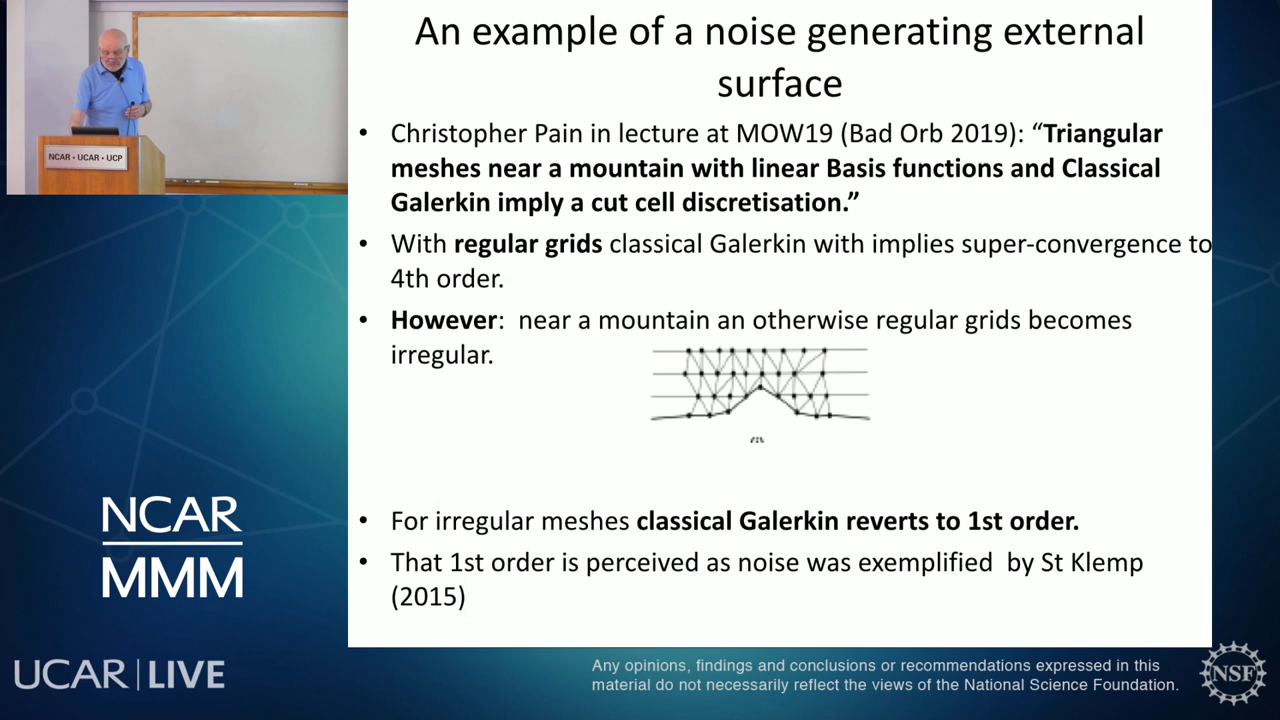 An example of a noise generating external
surface
• Christopher Pain in lecture at MOW19 (Bad Orb 2019): “Triangular
meshes near a mountain with linear Basis functions and Classical
Galerkin imply a cut cell discretisation.”
• With regular grids classical Galerkin with implies super-convergence to
4th order.
• However:  near a mountain an otherwise regular grids becomes
irregular.
• For irregular meshes classical Galerkin reverts to 1st order.
• That 1st order is perceived as noise was exemplified  by St Klemp
(2015)
NCAR • UCAR • UCP
NCAR
MMM
UCAR | LIVE
Any opinions, findings and conclusions or recommendations expressed in this
material do not necessarily reflect the views of the National Science Foundation.
NSF